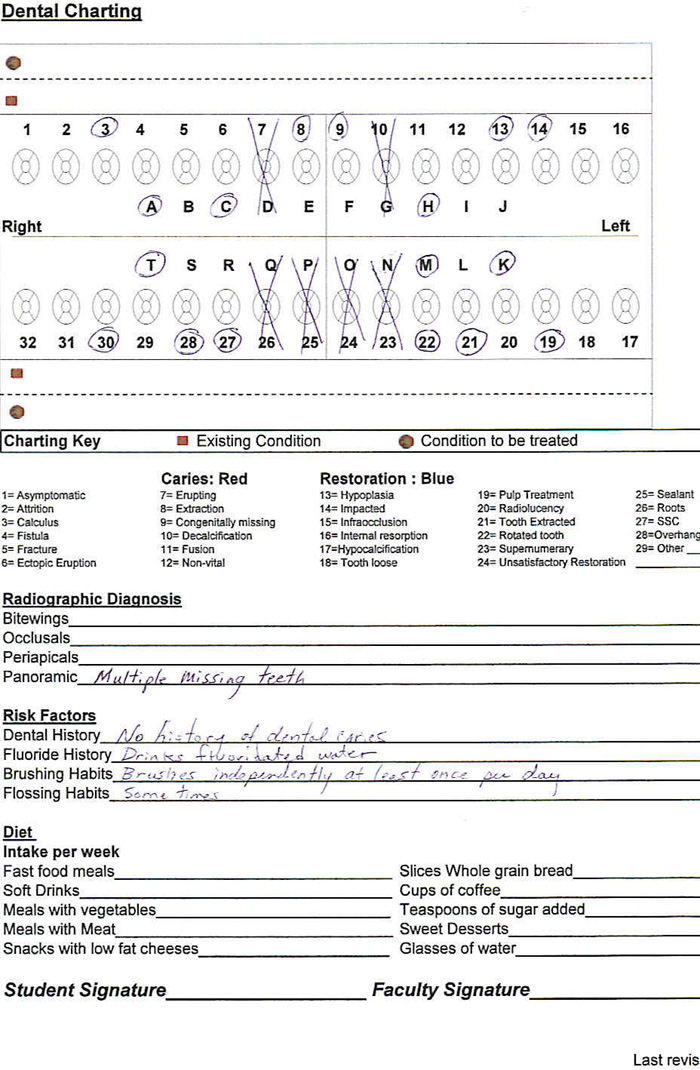 Dental Charting
1 2 3 4 5 6 7 8 9 10 11 12 13 14 15 16
A B C D E F G H I J
Right Left
T S R Q P O N M L K
32 31 30 29 28 27 26 25 24 23 22 21 20 19 18 17
Charting Key Existing Condition Condition to be treated
Caries: Red Restoration : Blue
1= Asymptomatic 7= Erupting 13= Hypoplasia 19= Pulp Treatment 25= Sealant
2= Attrition 8= Extraction 14= Impacted 20= Radiolucency 26= Roots
3= Calculus 9= Congenitally missing 15= Infraocclusion 21= Tooth Extracted 27= SSC
4= Fistula 10= Decalcification 16= Internal resorption 22= Rotated tooth 28=Overhang
5= Fracture 11= Fusion 17=Hypocalcification 23= Supernumerary 29= Other
6= Ectopic Eruption 12= Non-vital 18= Tooth loose 24= Unsatisfactory Restoration
Radiographic Diagnosis
Bitewings
Occlusals
Periapicals
Panoramic Multiple Missing teeth
Risk Factors
Dental History No history of dental caries
Fluoride History Drinks fluoridated water
Brushing Habits Brushes independently at least once per day
Flossing Habits Some times
Diet
Intake per week
Fast food meals Slices Whole grain bread
Soft Drinks Cups of coffee
Meals with vegetables Teaspoons of sugar added
Meals with Meat Sweet Desserts
Snacks with low fat cheeses Glasses of water
Student Signature Faculty Signature
Last revis